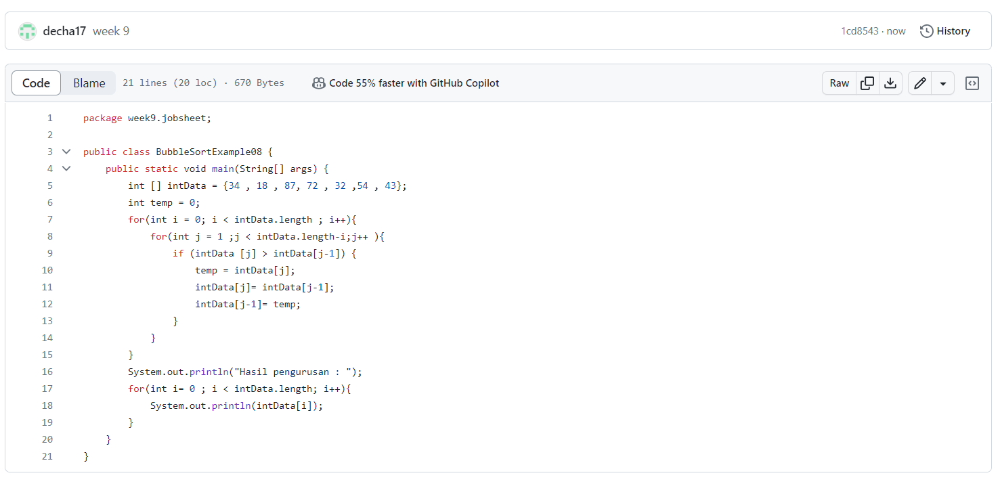 decha17 week 9 1cd8543 · now History
Code Blame 21 lines (20 loc) · 670 Bytes Code 55% faster with GitHub Copilot Raw
1 package week9.jobsheet;
2
3 public class BubbleSortExample08 {
4 public static void main(String[] args) {
5 int [] intData = {34 , 18 , 87, 72 , 32 ,54 , 43};
6 int temp = 0;
7 for(int i = 0; i < intData.length ; i++){
8 for(int j = 1 ;j < intData.length-i;j++ ){
9 if (intData [j] > intData[j-1]) {
10 temp = intData[j];
11 intData[j]= intData[j-1];
12 intData[j-1]= temp;
13 }
14 }
15 }
16 System.out.println("Hasil pengurusan : ");
17 for(int i= 0 ; i < intData.length; i++){
18 System.out.println(intData[i]);
19 }
20 }
21 }